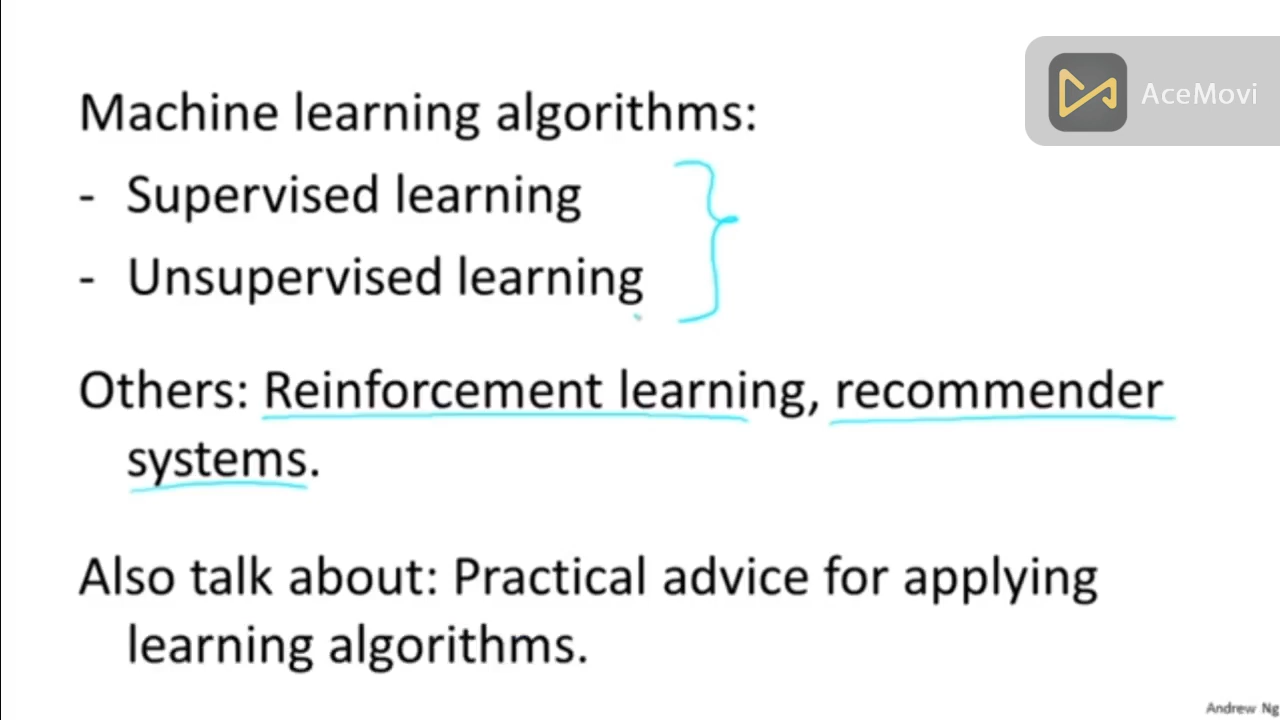 AceMovi
Machine learning algorithms:
- Supervised learning
- Unsupervised learning
Others: Reinforcement learning, recommender
systems.
Also talk about: Practical advice for applying
learning algorithms.
Andrew Ng